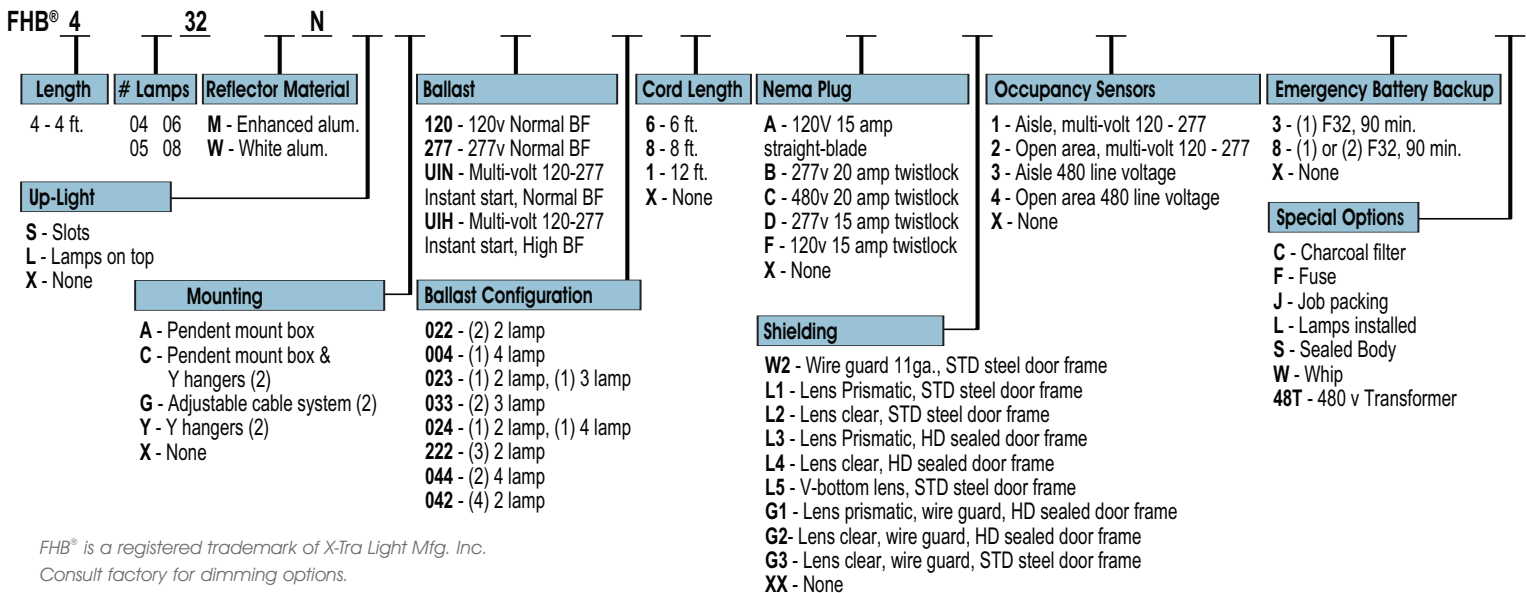 FHB® 4 32 N
Length
4 - 4 ft.
# Lamps
04 06
05 08
Reflector Material
M - Enhanced alum.
W - White alum.
Up-Light
S - Slots
L - Lamps on top
X - None
Mounting
A - Pendent mount box
C - Pendent mount box &
Y hangers (2)
G - Adjustable cable system (2)
Y - Y hangers (2)
X - None
Ballast
120 - 120v Normal BF
277 - 277v Normal BF
UIN - Multi-volt 120-277
Instant start, Normal BF
UIH - Multi-volt 120-277
Instant start, High BF
Ballast Configuration
022 - (2) 2 lamp
004 - (1) 4 lamp
023 - (1) 2 lamp, (1) 3 lamp
033 - (2) 3 lamp
024 - (1) 2 lamp, (1) 4 lamp
222 - (3) 2 lamp
044 - (2) 4 lamp
042 - (4) 2 lamp
Cord Length
6 - 6 ft.
8 - 8 ft.
1 - 12 ft.
X - None
Nema Plug
A - 120V 15 amp
straight-blade
B - 277v 20 amp twistlock
C - 480v 20 amp twistlock
D - 277v 15 amp twistlock
F - 120v 15 amp twistlock
X - None
Shielding
W2 - Wire guard 11ga., STD steel door frame
L1 - Lens Prismatic, STD steel door frame
L2 - Lens clear, STD steel door frame
L3 - Lens Prismatic, HD sealed door frame
L4 - Lens clear, HD sealed door frame
L5 - V-bottom lens, STD steel door frame
G1 - Lens prismatic, wire guard, HD sealed door frame
G2- Lens clear, wire guard, HD sealed door frame
G3 - Lens clear, wire guard, STD steel door frame
XX - None
Occupancy Sensors
1 - Aisle, multi-volt 120 - 277
2 - Open area, multi-volt 120 - 277
3 - Aisle 480 line voltage
4 - Open area 480 line voltage
X - None
Emergency Battery Backup
3 - (1) F32, 90 min.
8 - (1) or (2) F32, 90 min.
X - None
Special Options
C - Charcoal filter
F - Fuse
J - Job packing
L - Lamps installed
S - Sealed Body
W - Whip
48T - 480 v Transformer
FHB® is a registered trademark of X-Tra Light Mfg. Inc.
Consult factory for dimming options.